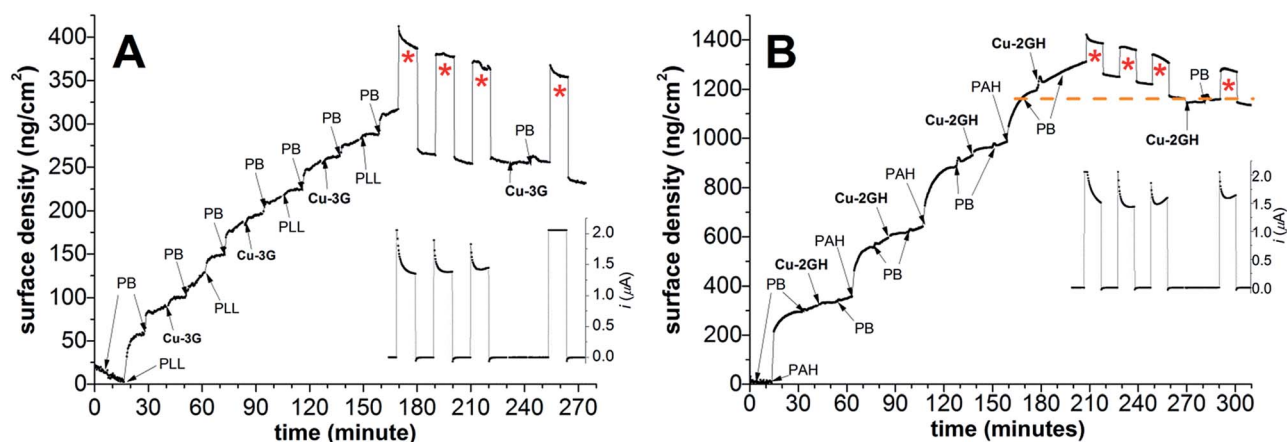 A
surface density (ng/cm²)
400
350
300
250
200
150
100
50
25
0
PB
PLL
Cu-3G
PB
PLL
PB
Cu-3G
PB
PLL
PB
Cu-3G
PB
PLL
PB
*
*
*
*
PB
Cu-3G
2.0
1.5
1.0
0.5
0.0
i (μA)
0 30 60 90 120 150 180 210 240 270
time (minute)
B
surface density (ng/cm²)
1400
1200
1000
800
600
400
200
0
PB
PAH
Cu-2GH
PB
PAH
Cu-2GH
PB
PAH
Cu-2GH
PB
PAH
Cu-2GH
PB
*
*
*
*
PB
Cu-2GH
2.0
1.5
1.0
0.5
0.0
i (μA)
0 30 60 90 120 150 180 210 240 270 300
time (minutes)